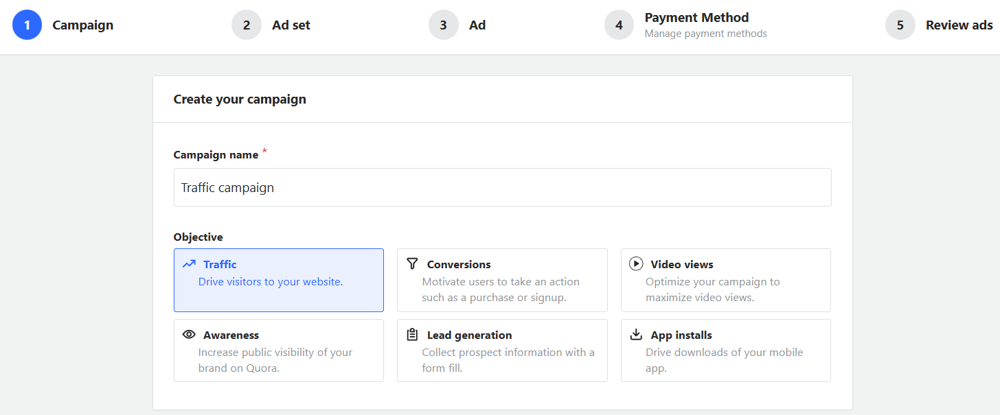 1 Campaign
2 Ad set
3 Ad
4 Payment Method
Manage payment methods
5 Review ads
Create your campaign
Campaign name *
Traffic campaign
Objective
Traffic
Drive visitors to your website.
Conversions
Motivate users to take an action
such as a purchase or signup.
Video views
Optimize your campaign to
maximize video views.
Awareness
Increase public visibility of your
brand on Quora.
Lead generation
Collect prospect information with a
form fill.
App installs
Drive downloads of your mobile
app.